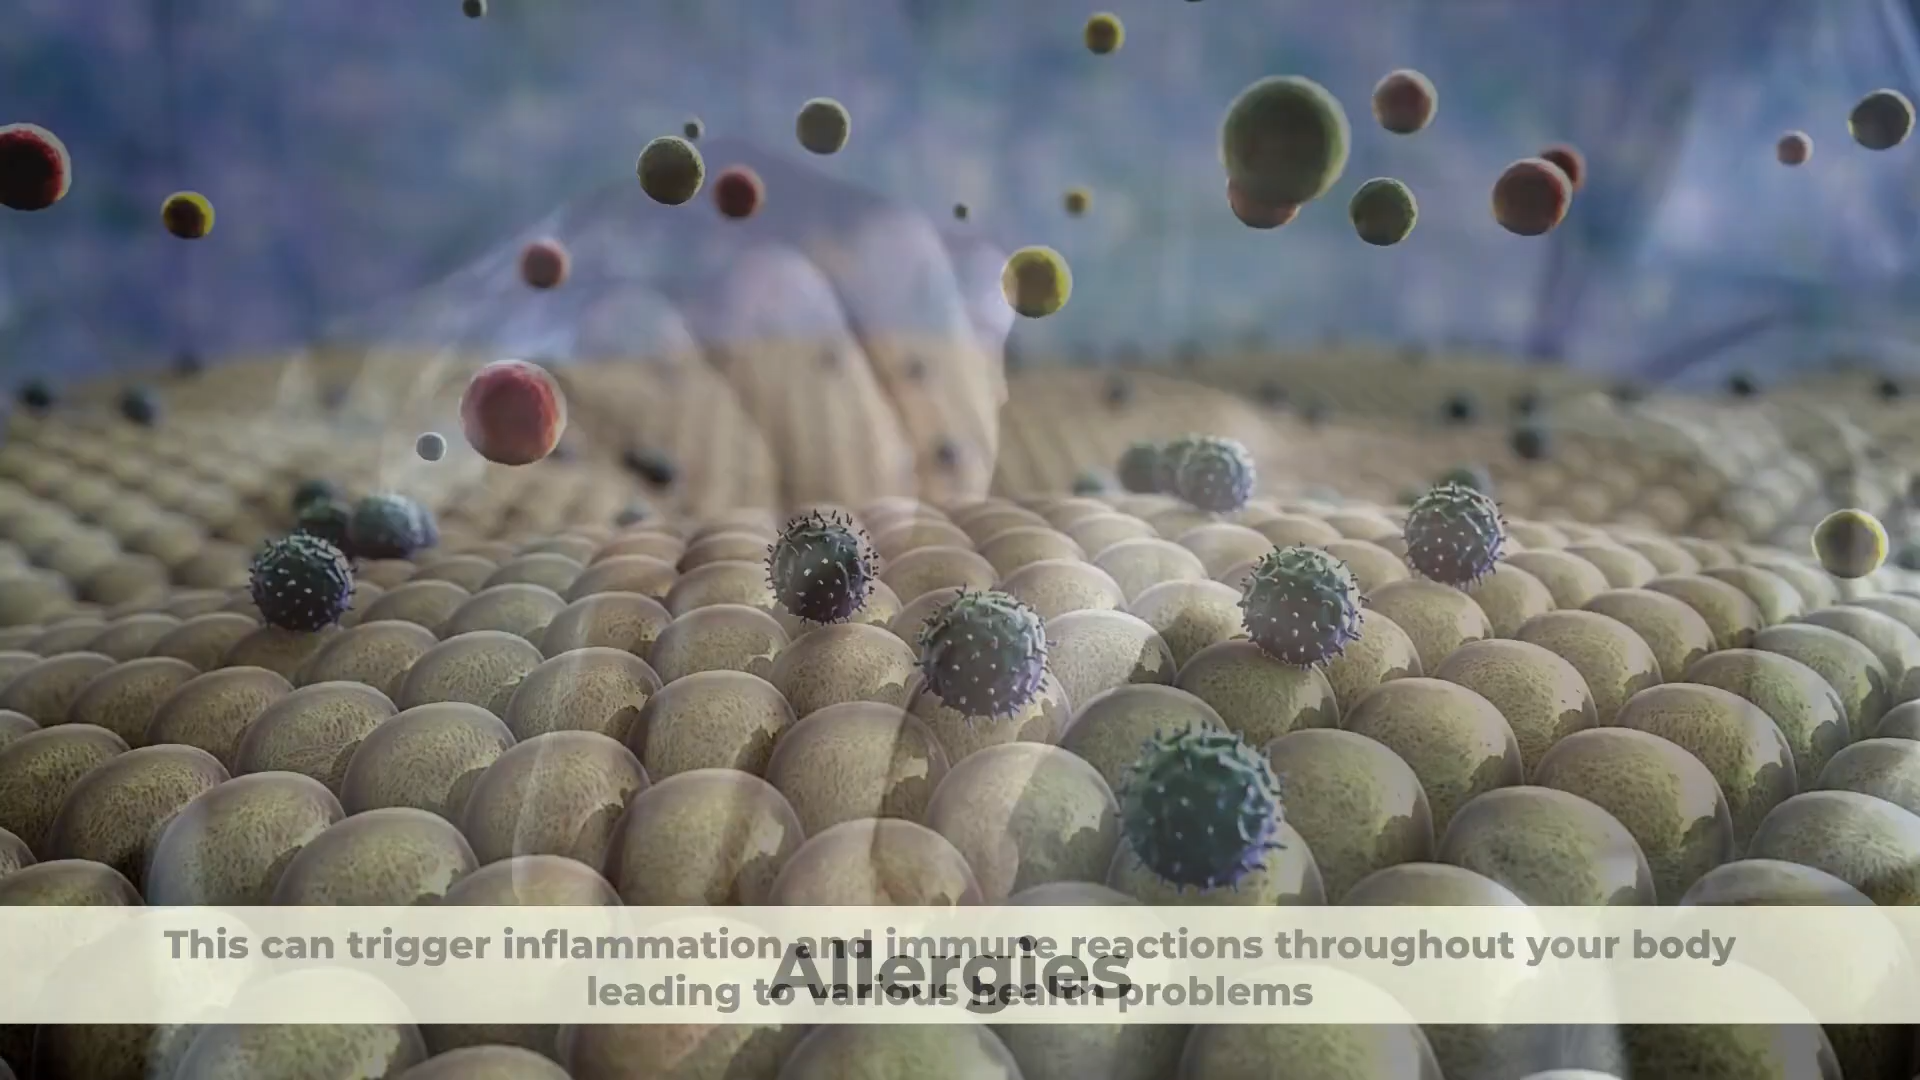 This can trigger inflammation and immune reactions throughout your body
leading to various health problems
Allergies